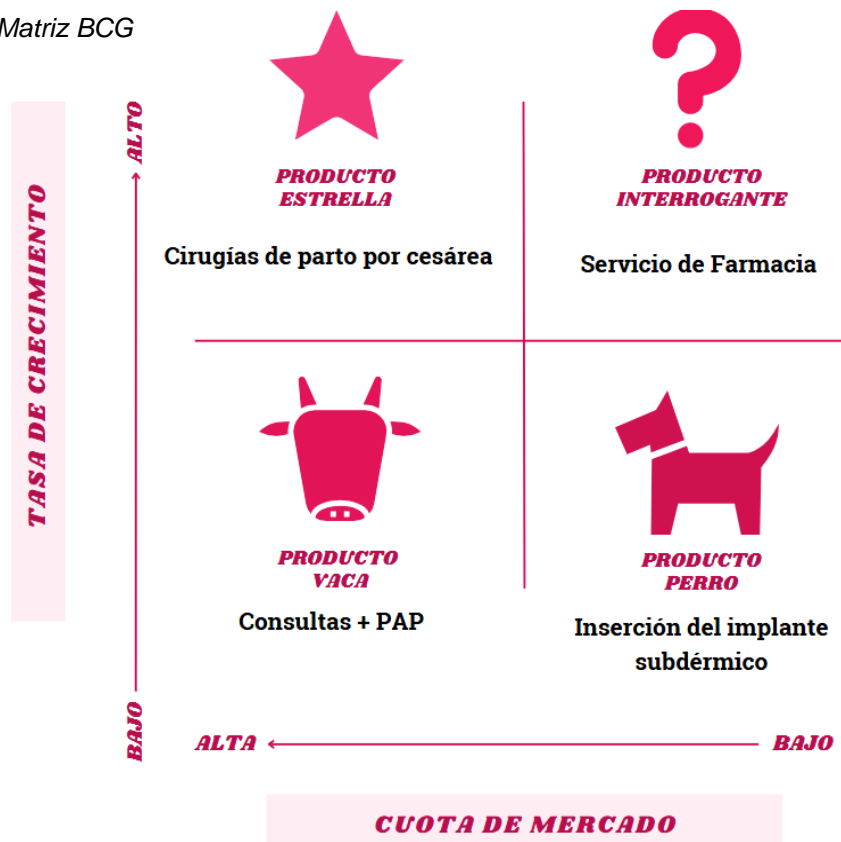 Matriz BCG
TASA DE CRECIMIENTO
ALTO
PRODUCTO
ESTRELLA
Cirugías de parto por cesárea
PRODUCTO
INTERROGANTE
Servicio de Farmacia
PRODUCTO
VACA
Consultas + PAP
PRODUCTO
PERRO
Inserción del implante
subdérmico
BAJO
ALTA
BAJO
CUOTA DE MERCADO